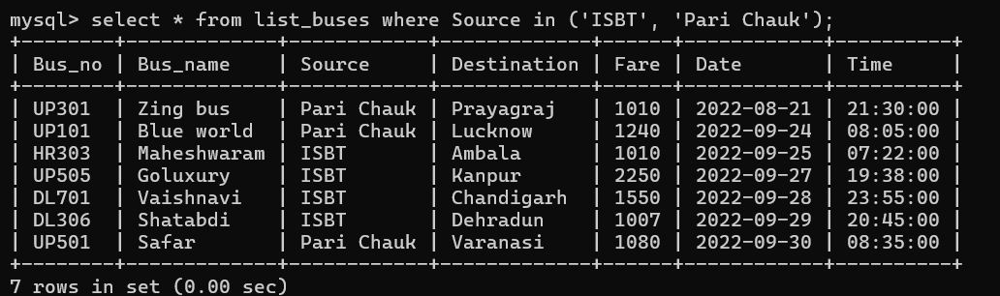 mysql> select * from list_buses where Source in ('ISBT', 'Pari Chauk');
+--------+-------------+------------+-------------+------+------------+----------+
| Bus_no | Bus_name    | Source     | Destination | Fare | Date       | Time     |
+--------+-------------+------------+-------------+------+------------+----------+
| UP301  | Zing bus    | Pari Chauk | Prayagraj   | 1010 | 2022-08-21 | 21:30:00 |
| UP101  | Blue world  | Pari Chauk | Lucknow     | 1240 | 2022-09-24 | 08:05:00 |
| HR303  | Maheshwaram | ISBT       | Ambala      | 1010 | 2022-09-25 | 07:22:00 |
| UP505  | Goluxury    | ISBT       | Kanpur      | 2250 | 2022-09-27 | 19:38:00 |
| DL701  | Vaishnavi   | ISBT       | Chandigarh  | 1550 | 2022-09-28 | 23:55:00 |
| DL306  | Shatabdi    | ISBT       | Dehradun    | 1007 | 2022-09-29 | 20:45:00 |
| UP501  | Safar       | Pari Chauk | Varanasi    | 1080 | 2022-09-30 | 08:35:00 |
+--------+-------------+------------+-------------+------+------------+----------+
7 rows in set (0.00 sec)